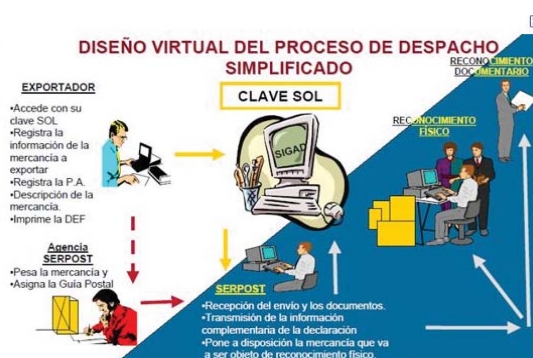 DISEÑO VIRTUAL DEL PROCESO DE DESPACHO
SIMPLIFICADO
EXPORTADOR
•Accede con su
clave SOL
•Registra la
información de la
mercancía a
exportar
•Registra la P.A.
•Descripción de la
mercancía.
•Imprime la DEF
CLAVE SOL
SIGAD
RECONOCIMIENTO
DOCUMENTARIO
RECONOCIMIENTO
FÍSICO
Agencia
SERPOST
•Pesa la mercancía y
•Asigna la Guía Postal
SERPOST
•Recepción del envío y los documentos.
•Transmisión de la información
complementaria de la declaración
•Pone a disposición la mercancía que va
a ser objeto de reconocimiento físico.